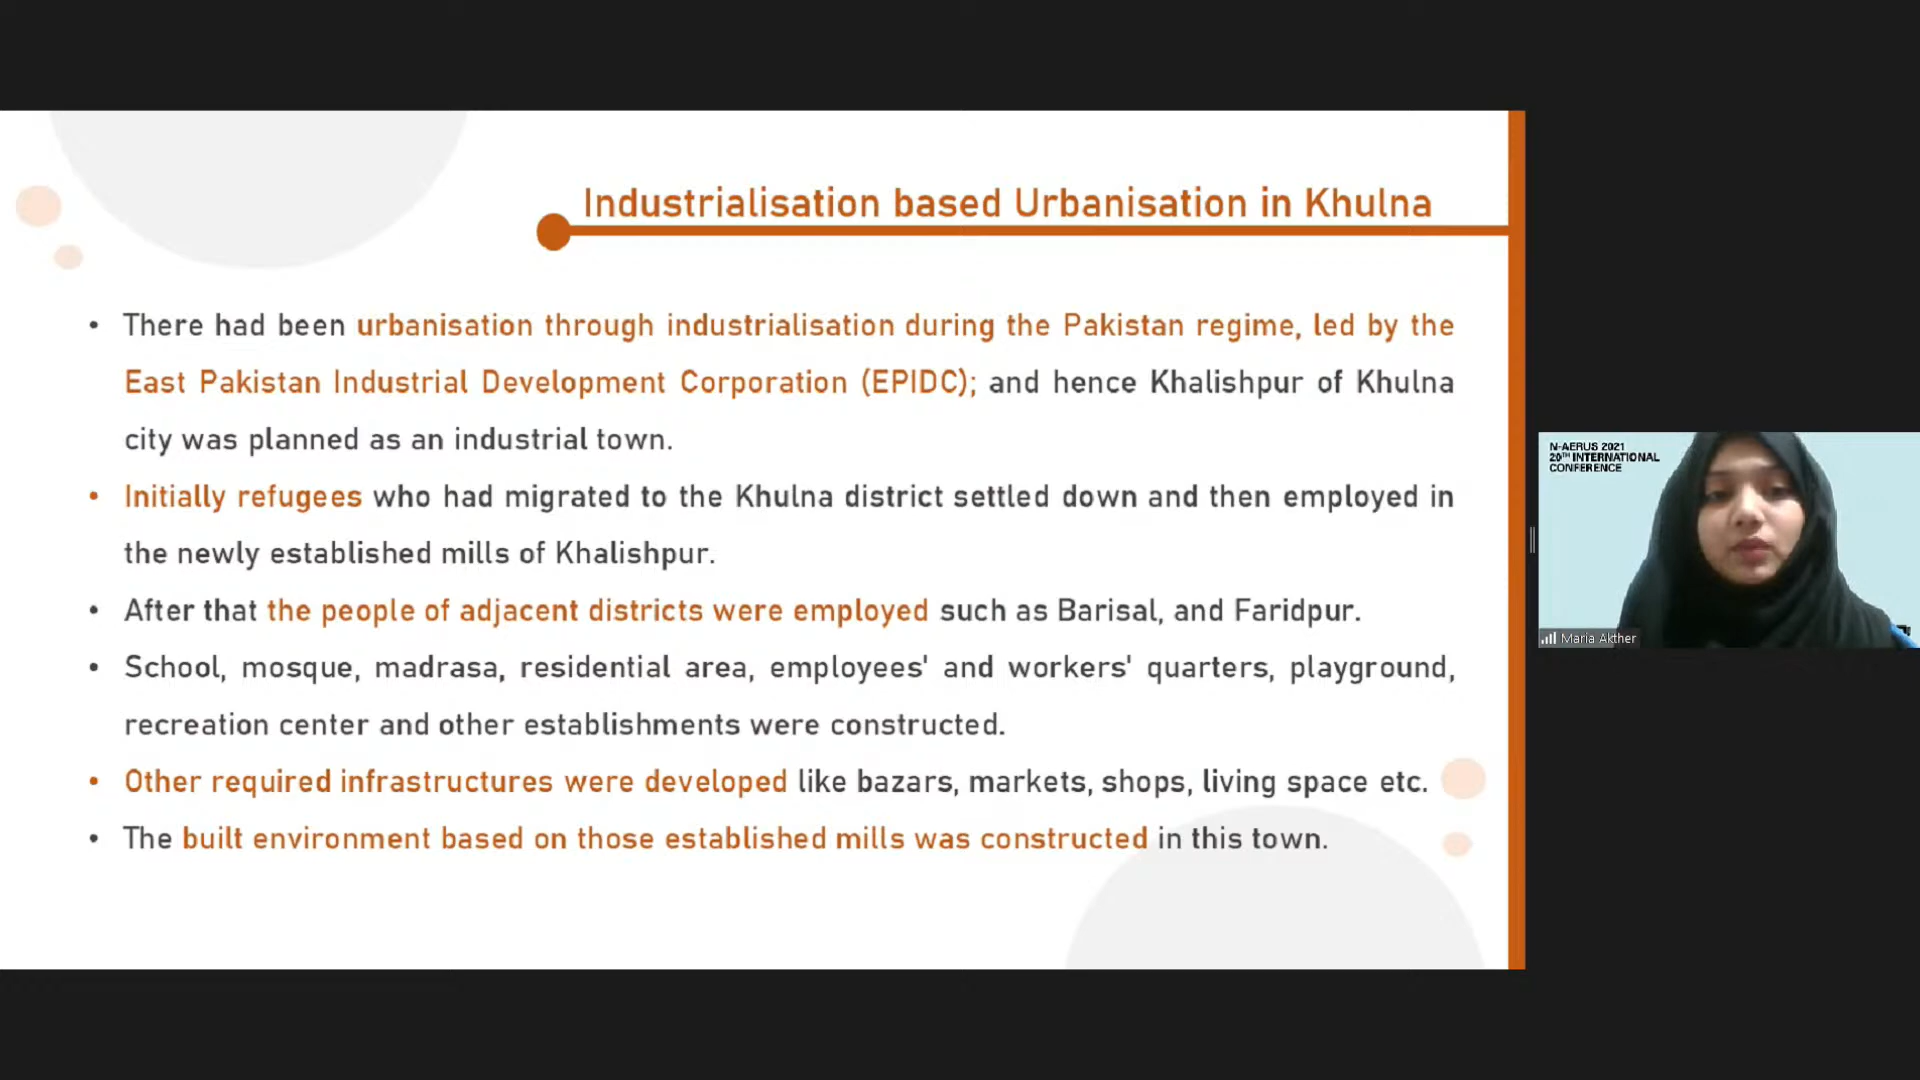 Industrialisation based Urbanisation in Khulna
• There had been urbanisation through industrialisation during the Pakistan regime, led by the
East Pakistan Industrial Development Corporation (EPIDC); and hence Khalishpur of Khulna
city was planned as an industrial town.
• Initially refugees who had migrated to the Khulna district settled down and then employed in
the newly established mills of Khalishpur.
• After that the people of adjacent districts were employed such as Barisal, and Faridpur.
• School, mosque, madrasa, residential area, employees' and workers' quarters, playground,
recreation center and other establishments were constructed.
• Other required infrastructures were developed like bazars, markets, shops, living space etc.
• The built environment based on those established mills was constructed in this town.
N-AERUS 2021
20TH INTERNATIONAL
CONFERENCE
Maria Akther